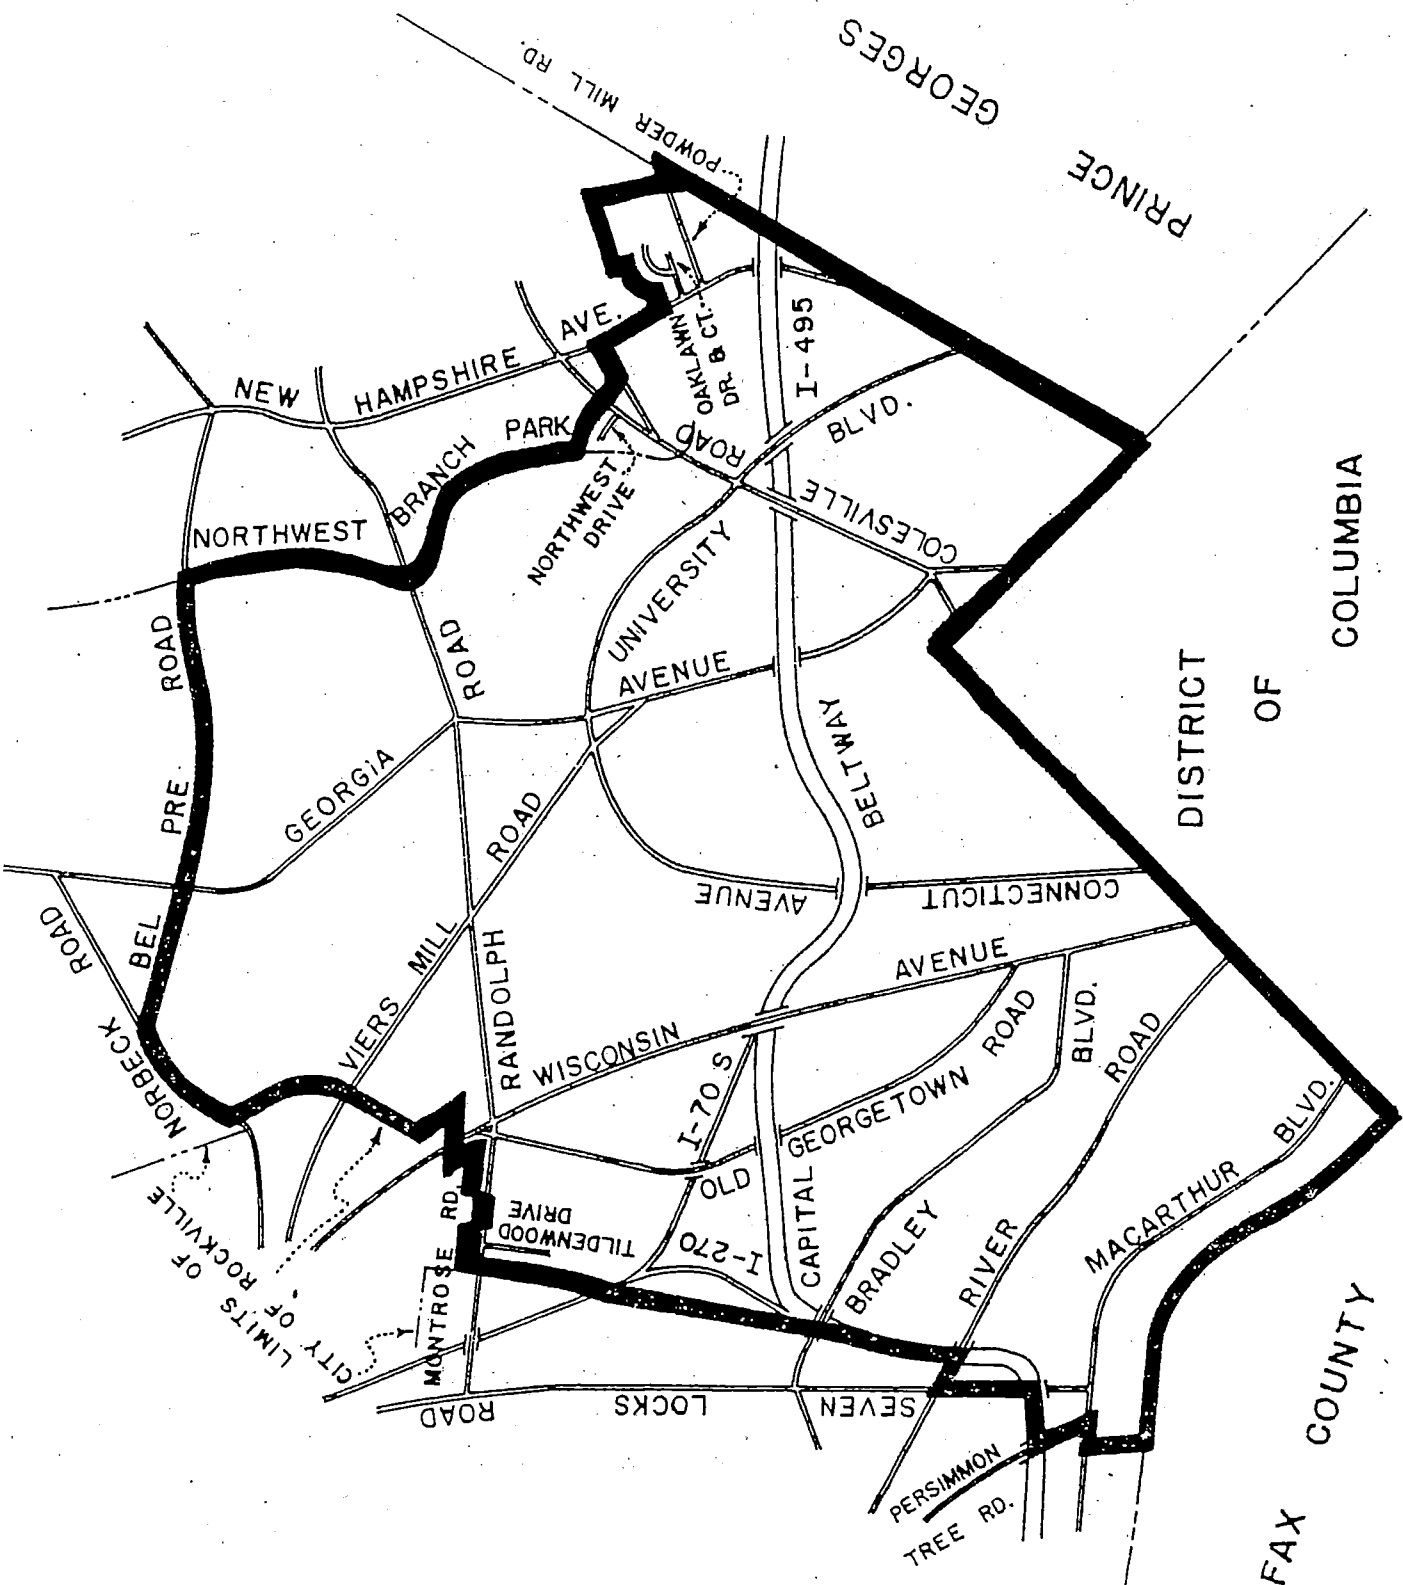 GEORGES
PRINCE
POWDER MILL RD.
NEW HAMPSHIRE AVE.
OAKLAWN
DR. & CT.
I-495
NORTHWEST BRANCH PARK
NORTHWEST
DRIVE
COLESVILLE ROAD
UNIVERSITY BLVD.
BEL PRE ROAD
GEORGIA AVENUE
RANDOLPH ROAD
VIERS MILL ROAD
NORBECK ROAD
CAPITAL BELTWAY
CONNECTICUT AVENUE
WISCONSIN AVENUE
DISTRICT
OF
COLUMBIA
I-70 S
OLD GEORGETOWN ROAD
BRADLEY BLVD.
RIVER ROAD
MACARTHUR BLVD.
LIMITS OF
CITY OF ROCKVILLE
MONTROSE RD.
TILDENWOOD
DRIVE
I-270
SEVEN LOCKS ROAD
PERSIMMON
TREE RD.
FAX COUNTY